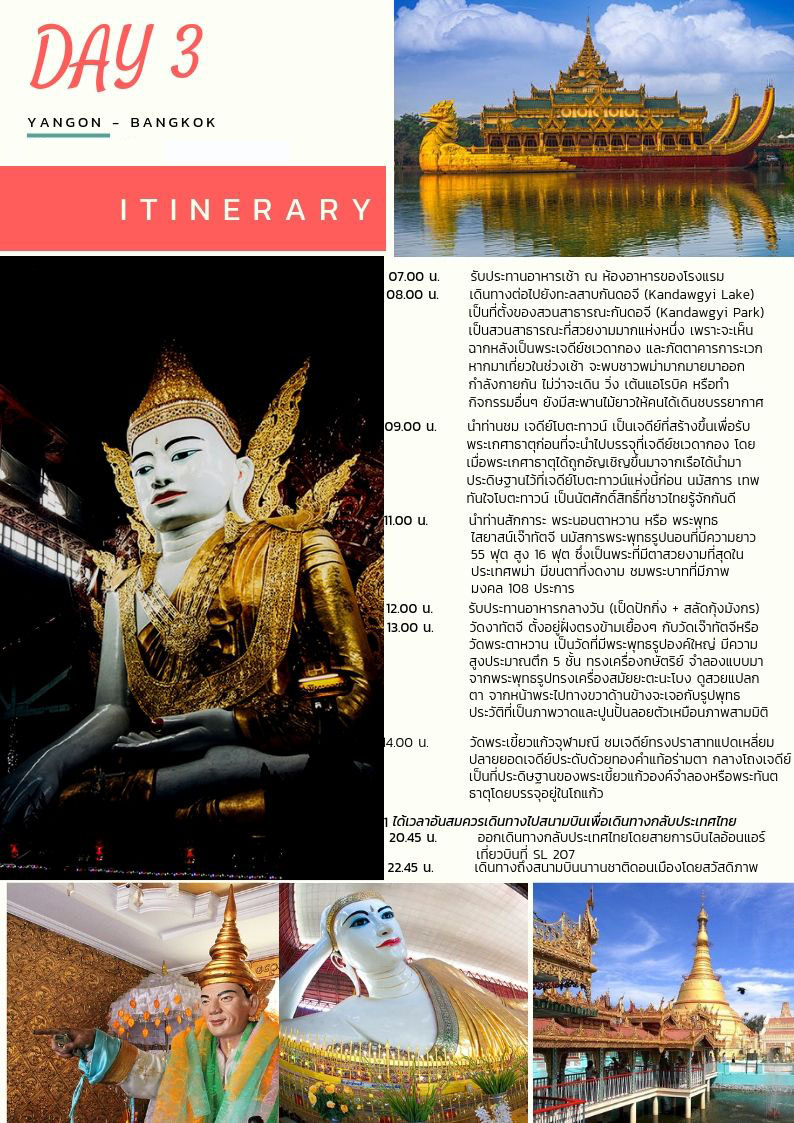 DAY 3
YANGON - BANGKOK
ITINERARY
07.00 น. รับประทานอาหารเช้า ณ ห้องอาหารของโรงแรม
08.00 น. เดินทางต่อไปยังทะลสาบกันดอจี (Kandawgyi Lake)
เป็นที่ตั้งของสวนสาธารณะกันดอจี (Kandawgyi Park)
เป็นสวนสาธารณะที่สวยงามมากแห่งหนึ่ง เพราะจะเห็น
ฉากหลังเป็นพระเจดีย์ชเวดากอง และภัตตาคารการะเวก
หากมาเที่ยวในช่วงเช้า จะพบชาวพม่ามากมายมาออก
กำลังกายกัน ไม่ว่าจะเดิน วิ่ง เต้นแอโรบิค หรือทำ
กิจกรรมอื่นๆ ยังมีสะพานไม้ยาวให้คนได้เดินชมบรรยากาศ
09.00 น. นำท่านชม เจดีย์โบตะทาวน์ เป็นเจดีย์ที่สร้างขึ้นเพื่อรับ
พระเกศาธาตุก่อนที่จะนำไปบรรจุที่เจดีย์ชเวดากอง โดย
เมื่อพระเกศาธาตุได้ถูกอัญเชิญขึ้นมาจากเรือได้นำมา
ประดิษฐานไว้ที่เจดีย์โบตะทาวน์แห่งนี้ก่อน นมัสการ เทพ
ทันใจโบตะทาวน์ เป็นนัตศักดิ์สิทธิ์ที่ชาวไทยรู้จักกันดี
11.00 น. นำท่านสักการะ พระนอนตาหวาน หรือ พระพุทธ
ไสยาสน์เจ๊าทัตจี นมัสการพระพุทธรูปนอนที่มีความยาว
55 ฟุต สูง 16 ฟุต ซึ่งเป็นพระที่มีตาสวยงามที่สุดใน
ประเทศพม่า มีขนตาที่งดงาม ชมพระบาทที่มีภาพ
มงคล 108 ประการ
12.00 น. รับประทานอาหารกลางวัน (เป็ดปักกิ่ง + สลัดกุ้งมังกร)
13.00 น. วัดงาทัตจี ตั้งอยู่ฝั่งตรงข้ามเยื้องๆ กับวัดเจ๊าทัตจีหรือ
วัดพระตาหวาน เป็นวัดที่มีพระพุทธรูปองค์ใหญ่ มีความ
สูงประมาณตึก 5 ชั้น ทรงเครื่องกษัตริย์ จำลองแบบมา
จากพระพุทธรูปทรงเครื่องสมัยยะตะนะโบง ดูสวยแปลก
ตา จากหน้าพระไปทางขวาด้านข้างจะเจอกับรูปพุทธ
ประวัติที่เป็นภาพวาดและปูนปั้นลอยตัวเหมือนภาพสามมิติ
14.00 น. วัดพระเขี้ยวแก้วจุฬามณี ชมเจดีย์ทรงปราสาทแปดเหลี่ยม
ปลายยอดเจดีย์ประดับด้วยทองคำแท้อร่ามตา กลางโถงเจดีย์
เป็นที่ประดิษฐานของพระเขี้ยวแก้วองค์จำลองหรือพระทันต
ธาตุโดยบรรจุอยู่ในโถแก้ว
ได้เวลาอันสมควรเดินทางไปสนามบินเพื่อเดินทางกลับประเทศไทย
20.45 น. ออกเดินทางกลับประเทศไทยโดยสายการบินไลอ้อนแอร์
เที่ยวบินที่ SL 207
22.45 น. เดินทางถึงสนามบินนานาชาติดอนเมืองโดยสวัสดิภาพ